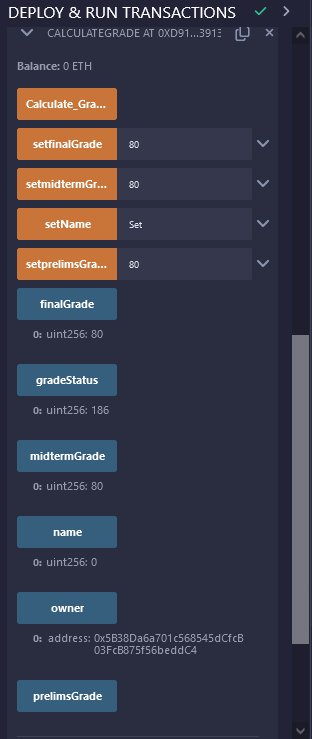 DEPLOY & RUN TRANSACTIONS
CALCULATEGRADE AT 0XD91...3913
Balance: 0 ETH
Calculate_Gra...
setfinalGrade 80
setmidtermGr... 80
setName Set
setprelimsGra... 80
finalGrade
0: uint256: 80
gradeStatus
0: uint256: 186
midtermGrade
0: uint256: 80
name
0: uint256: 0
owner
0: address: 0x5B38Da6a701c568545dCfcB
03FcB875f56beddC4
prelimsGrade